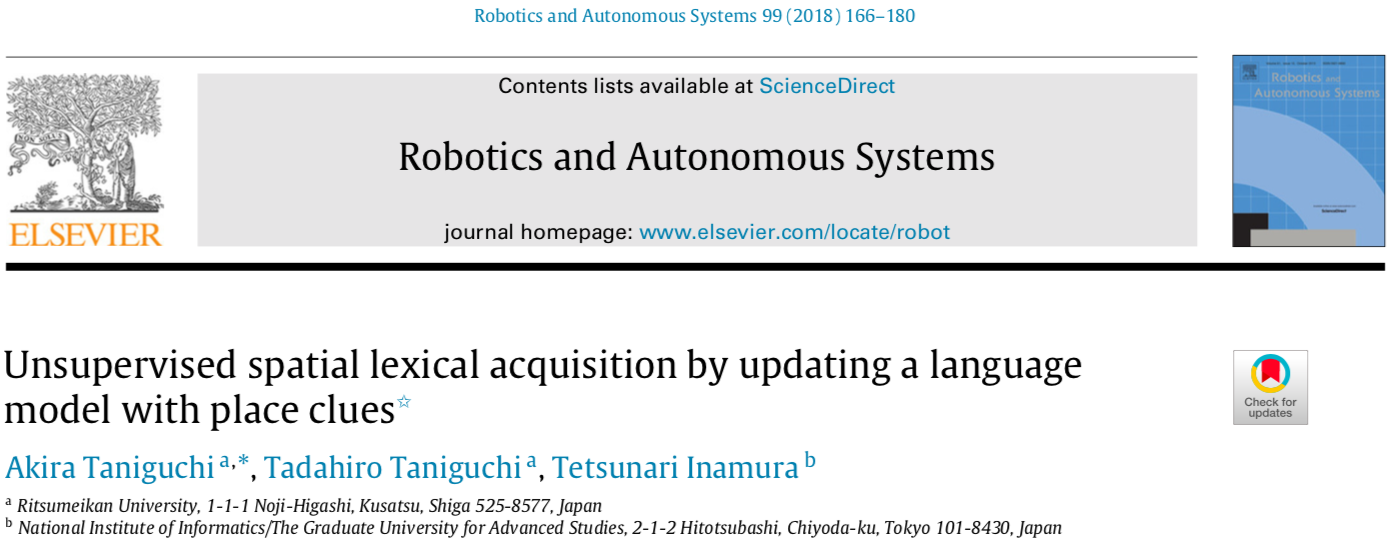 Robotics and Autonomous Systems 99 (2018) 166–180
Contents lists available at ScienceDirect
Robotics and Autonomous Systems
journal homepage: www.elsevier.com/locate/robot
ELSEVIER
Robotics and
Autonomous Systems
ScienceDirect
Unsupervised spatial lexical acquisition by updating a language
model with place clues☆
Check for
updates
Akira Taniguchi a,*, Tadahiro Taniguchi a, Tetsunari Inamura b
a Ritsumeikan University, 1-1-1 Noji-Higashi, Kusatsu, Shiga 525-8577, Japan
b National Institute of Informatics/The Graduate University for Advanced Studies, 2-1-2 Hitotsubashi, Chiyoda-ku, Tokyo 101-8430, Japan